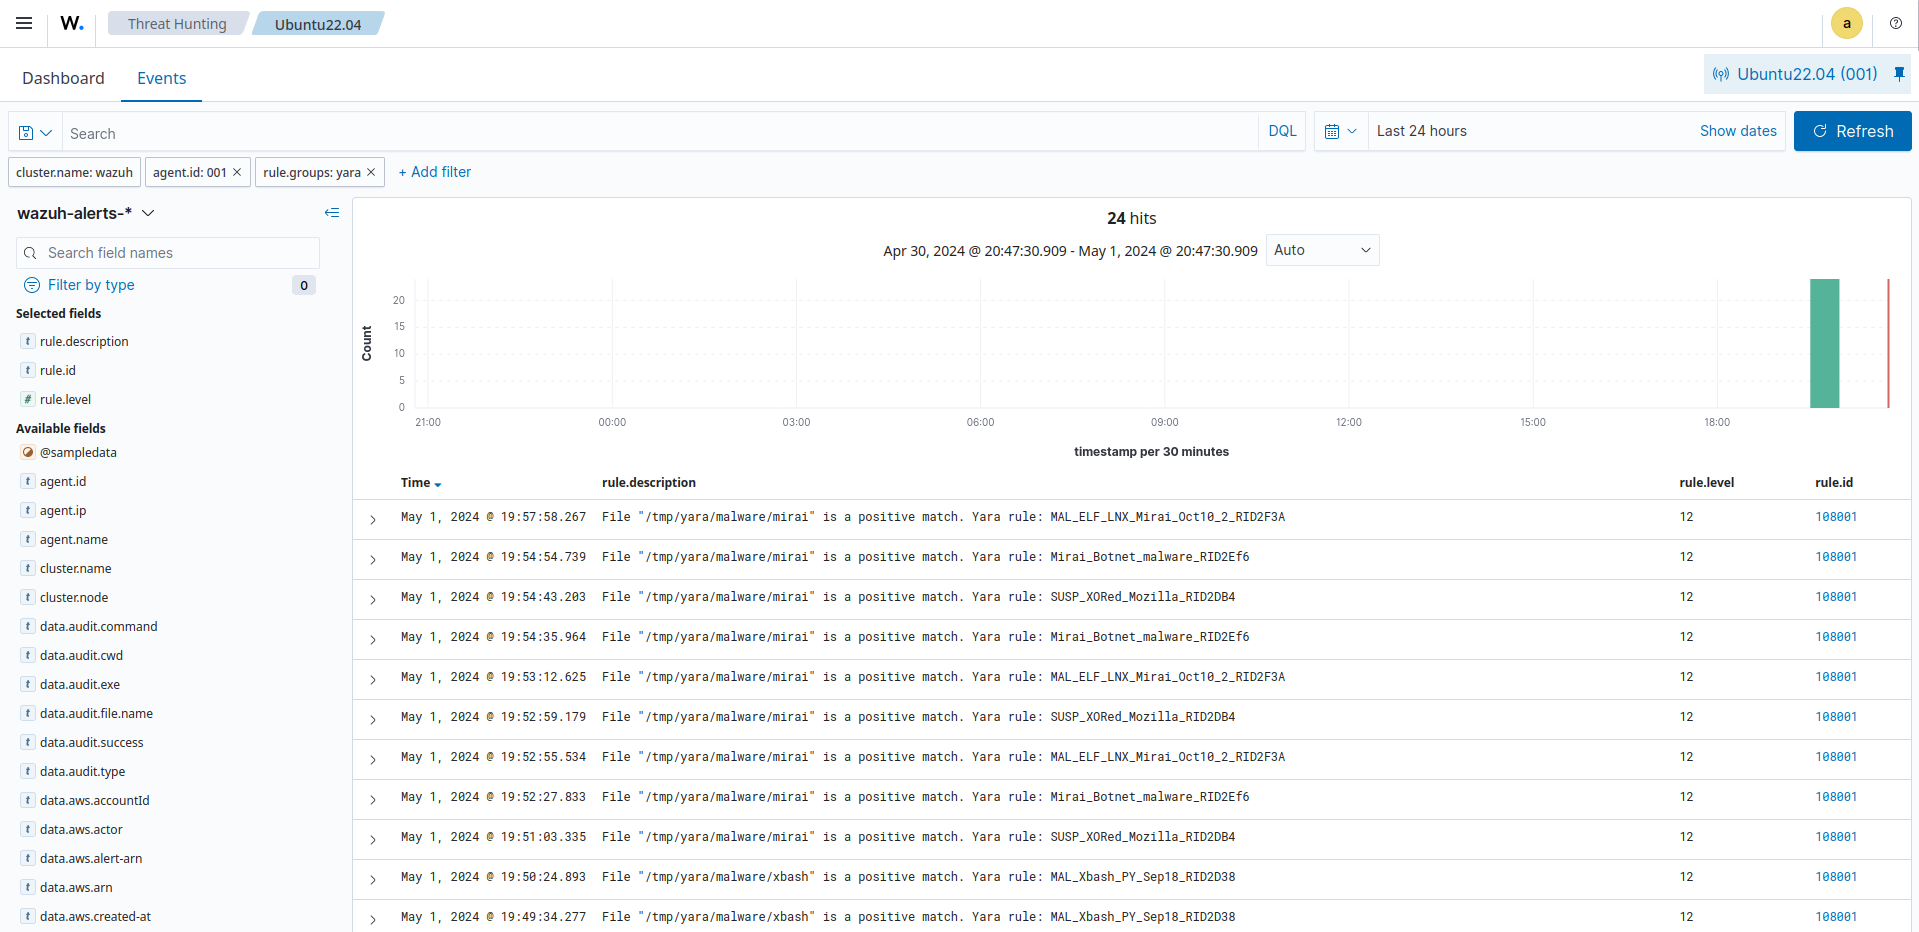 W.
Threat Hunting
Ubuntu22.04
a
Dashboard
Events
Ubuntu22.04 (001)
Search
DQL
Last 24 hours
Show dates
Refresh
cluster.name: wazuh
agent.id: 001
rule.groups: yara
+ Add filter
wazuh-alerts-*
Search field names
Filter by type
0
Selected fields
t rule.description
t rule.id
# rule.level
Available fields
@sampledata
t agent.id
t agent.ip
t agent.name
t cluster.name
t cluster.node
t data.audit.command
t data.audit.cwd
t data.audit.exe
t data.audit.file.name
t data.audit.success
t data.audit.type
t data.aws.accountId
t data.aws.actor
t data.aws.alert-arn
t data.aws.arn
t data.aws.created-at
24 hits
Apr 30, 2024 @ 20:47:30.909 - May 1, 2024 @ 20:47:30.909
Auto
Count
20
15
10
5
0
21:00 00:00 03:00 06:00 09:00 12:00 15:00 18:00
timestamp per 30 minutes
Time rule.description rule.level rule.id
May 1, 2024 @ 19:57:58.267 File "/tmp/yara/malware/mirai" is a positive match. Yara rule: MAL_ELF_LNX_Mirai_Oct10_2_RID2F3A 12 108001
May 1, 2024 @ 19:54:54.739 File "/tmp/yara/malware/mirai" is a positive match. Yara rule: Mirai_Botnet_malware_RID2Ef6 12 108001
May 1, 2024 @ 19:54:43.203 File "/tmp/yara/malware/mirai" is a positive match. Yara rule: SUSP_XORed_Mozilla_RID2DB4 12 108001
May 1, 2024 @ 19:54:35.964 File "/tmp/yara/malware/mirai" is a positive match. Yara rule: Mirai_Botnet_malware_RID2Ef6 12 108001
May 1, 2024 @ 19:53:12.625 File "/tmp/yara/malware/mirai" is a positive match. Yara rule: MAL_ELF_LNX_Mirai_Oct10_2_RID2F3A 12 108001
May 1, 2024 @ 19:52:59.179 File "/tmp/yara/malware/mirai" is a positive match. Yara rule: SUSP_XORed_Mozilla_RID2DB4 12 108001
May 1, 2024 @ 19:52:55.534 File "/tmp/yara/malware/mirai" is a positive match. Yara rule: MAL_ELF_LNX_Mirai_Oct10_2_RID2F3A 12 108001
May 1, 2024 @ 19:52:27.833 File "/tmp/yara/malware/mirai" is a positive match. Yara rule: Mirai_Botnet_malware_RID2Ef6 12 108001
May 1, 2024 @ 19:51:03.335 File "/tmp/yara/malware/mirai" is a positive match. Yara rule: SUSP_XORed_Mozilla_RID2DB4 12 108001
May 1, 2024 @ 19:50:24.893 File "/tmp/yara/malware/xbash" is a positive match. Yara rule: MAL_Xbash_PY_Sep18_RID2D38 12 108001
May 1, 2024 @ 19:49:34.277 File "/tmp/yara/malware/xbash" is a positive match. Yara rule: MAL_Xbash_PY_Sep18_RID2D38 12 108001